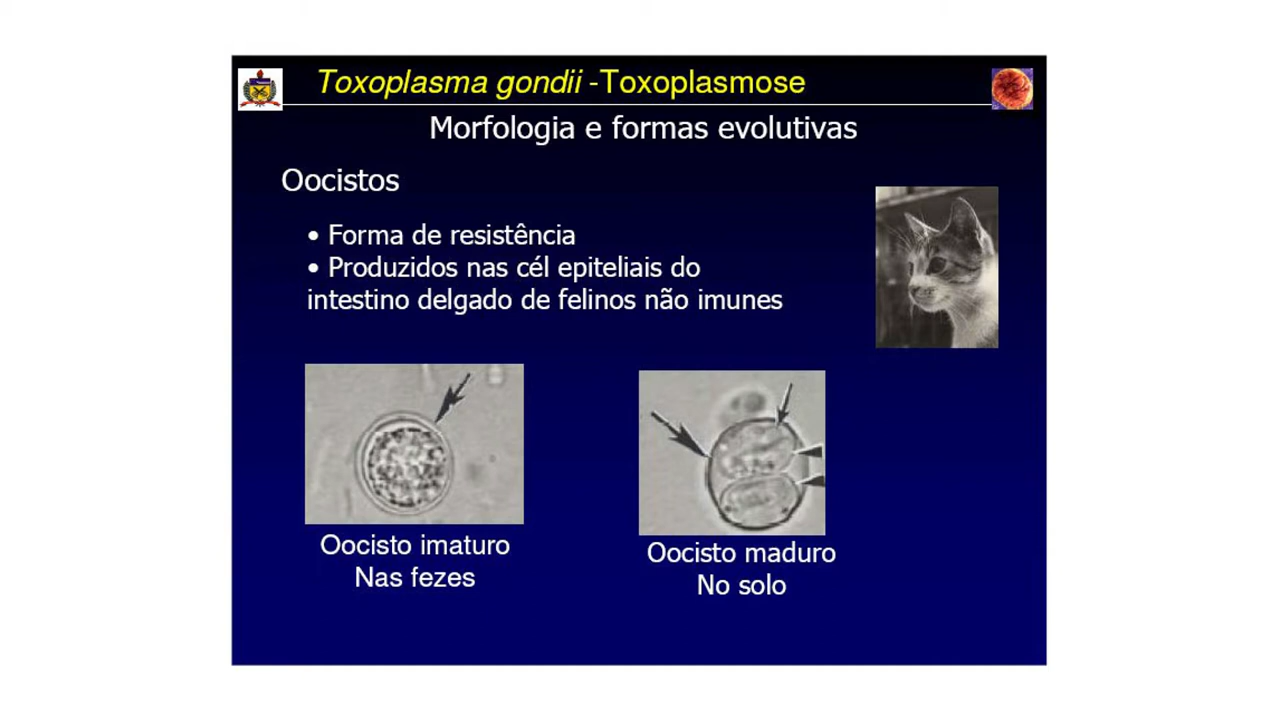 Toxoplasma gondii -Toxoplasmose
Morfologia e formas evolutivas
Oocistos
• Forma de resistência
• Produzidos nas cél epiteliais do
intestino delgado de felinos não imunes
Oocisto imaturo
Nas fezes
Oocisto maduro
No solo